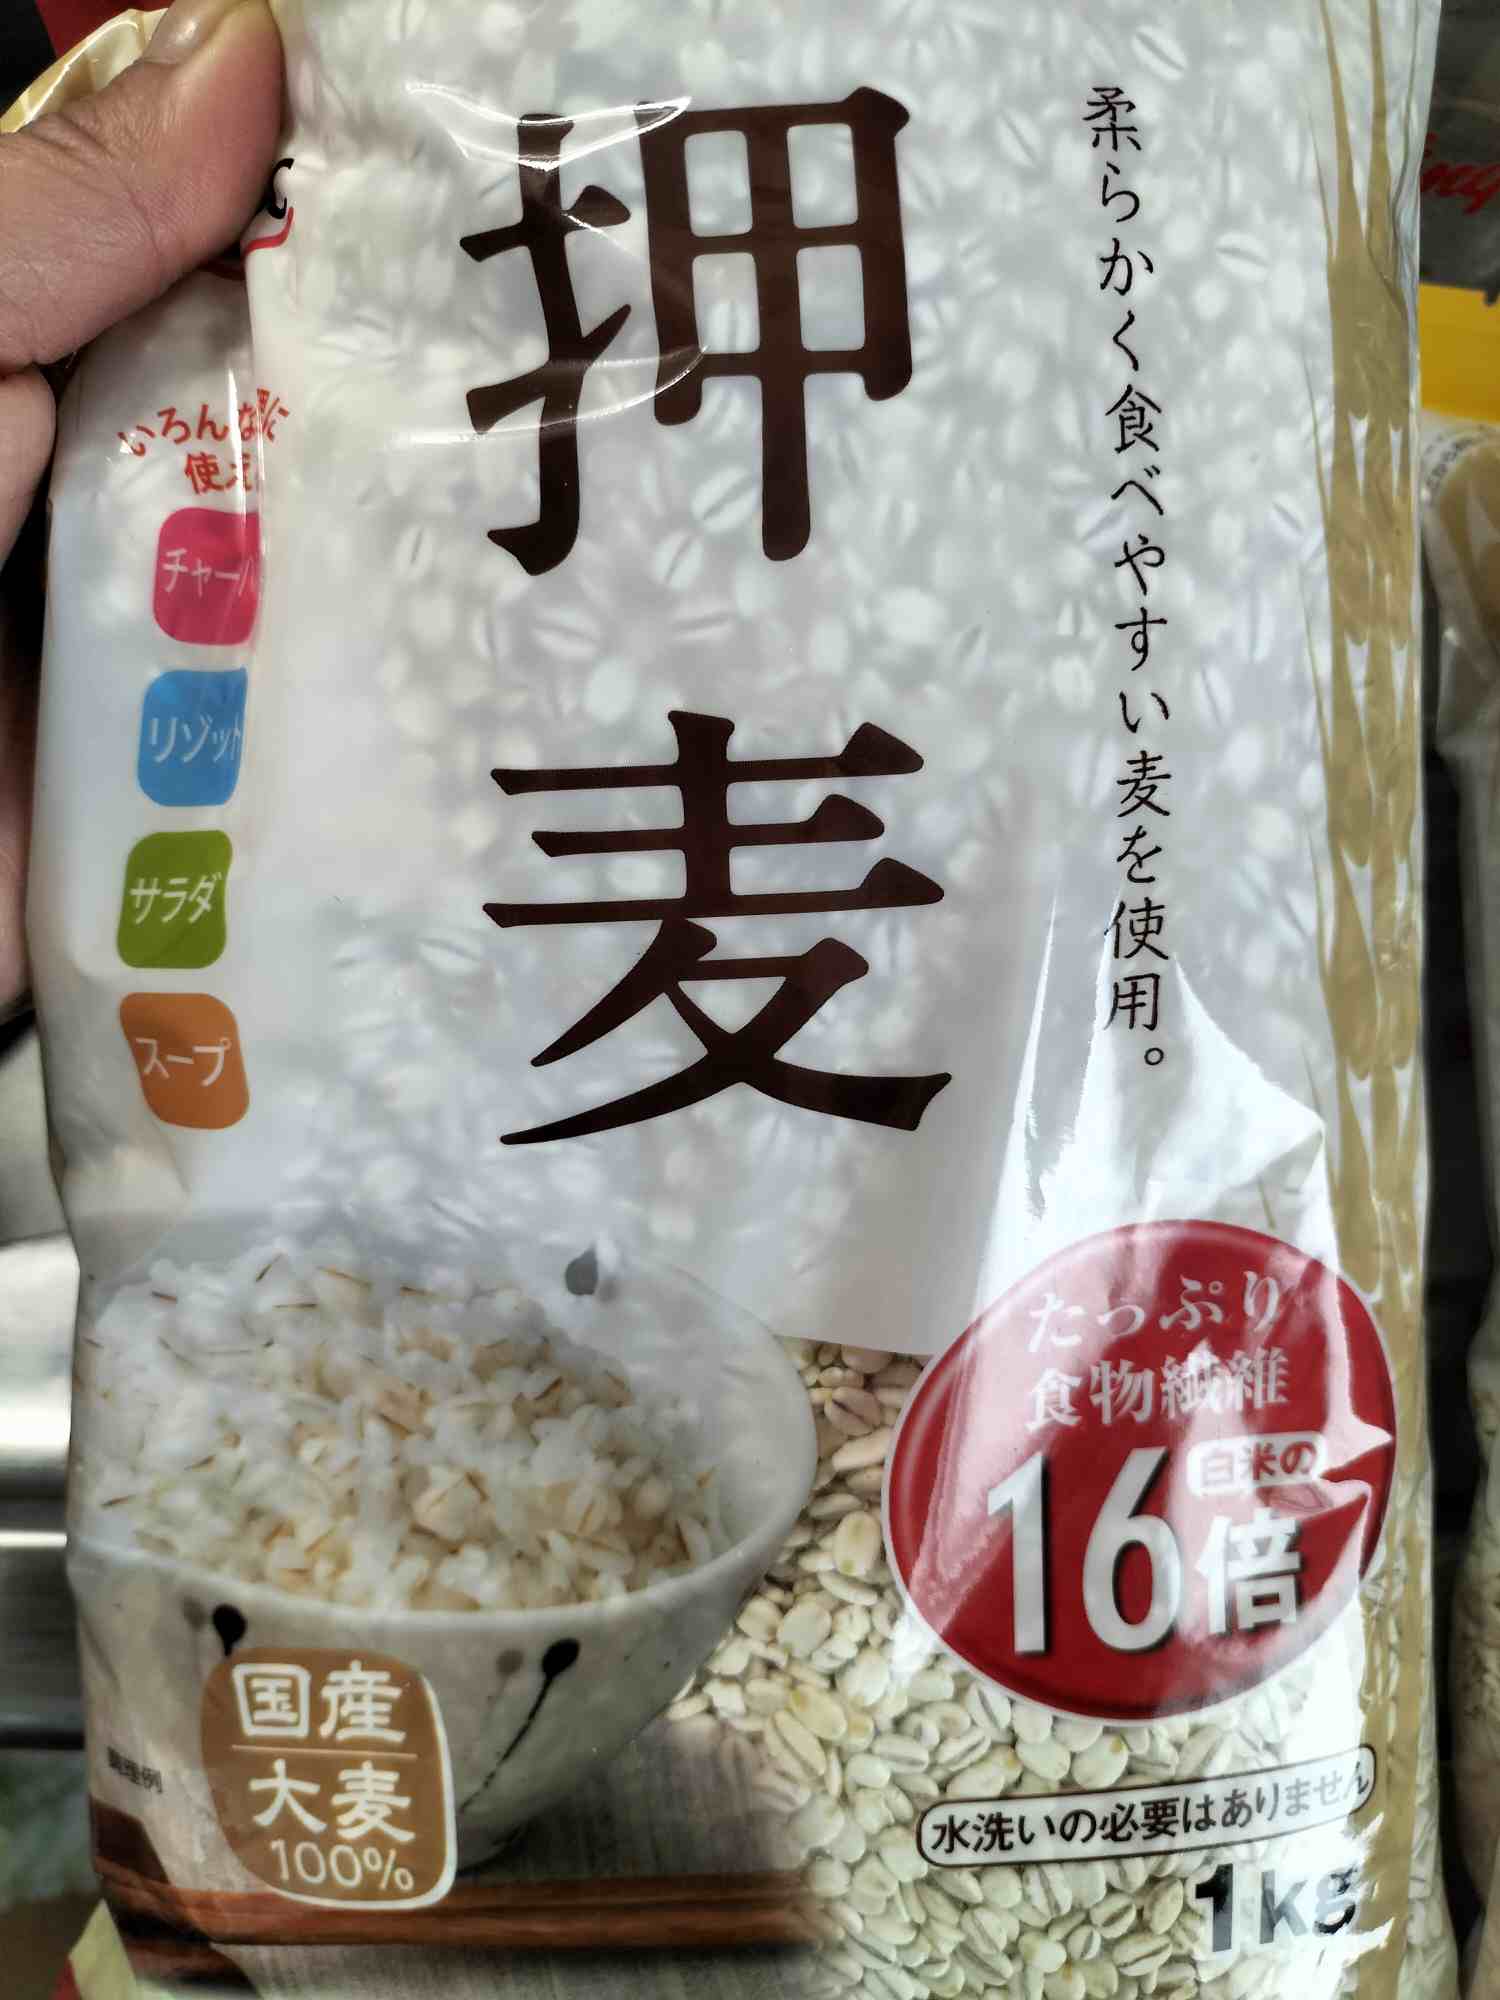 押麦
柔らかく食べやすい麦を使用。
いろんな
使え
チャーハ
リゾット
サラダ
スープ
たっぷり
食物繊維
白米の
16倍
国産
大麦
100%
調理例
水洗いの必要はありません
1kg